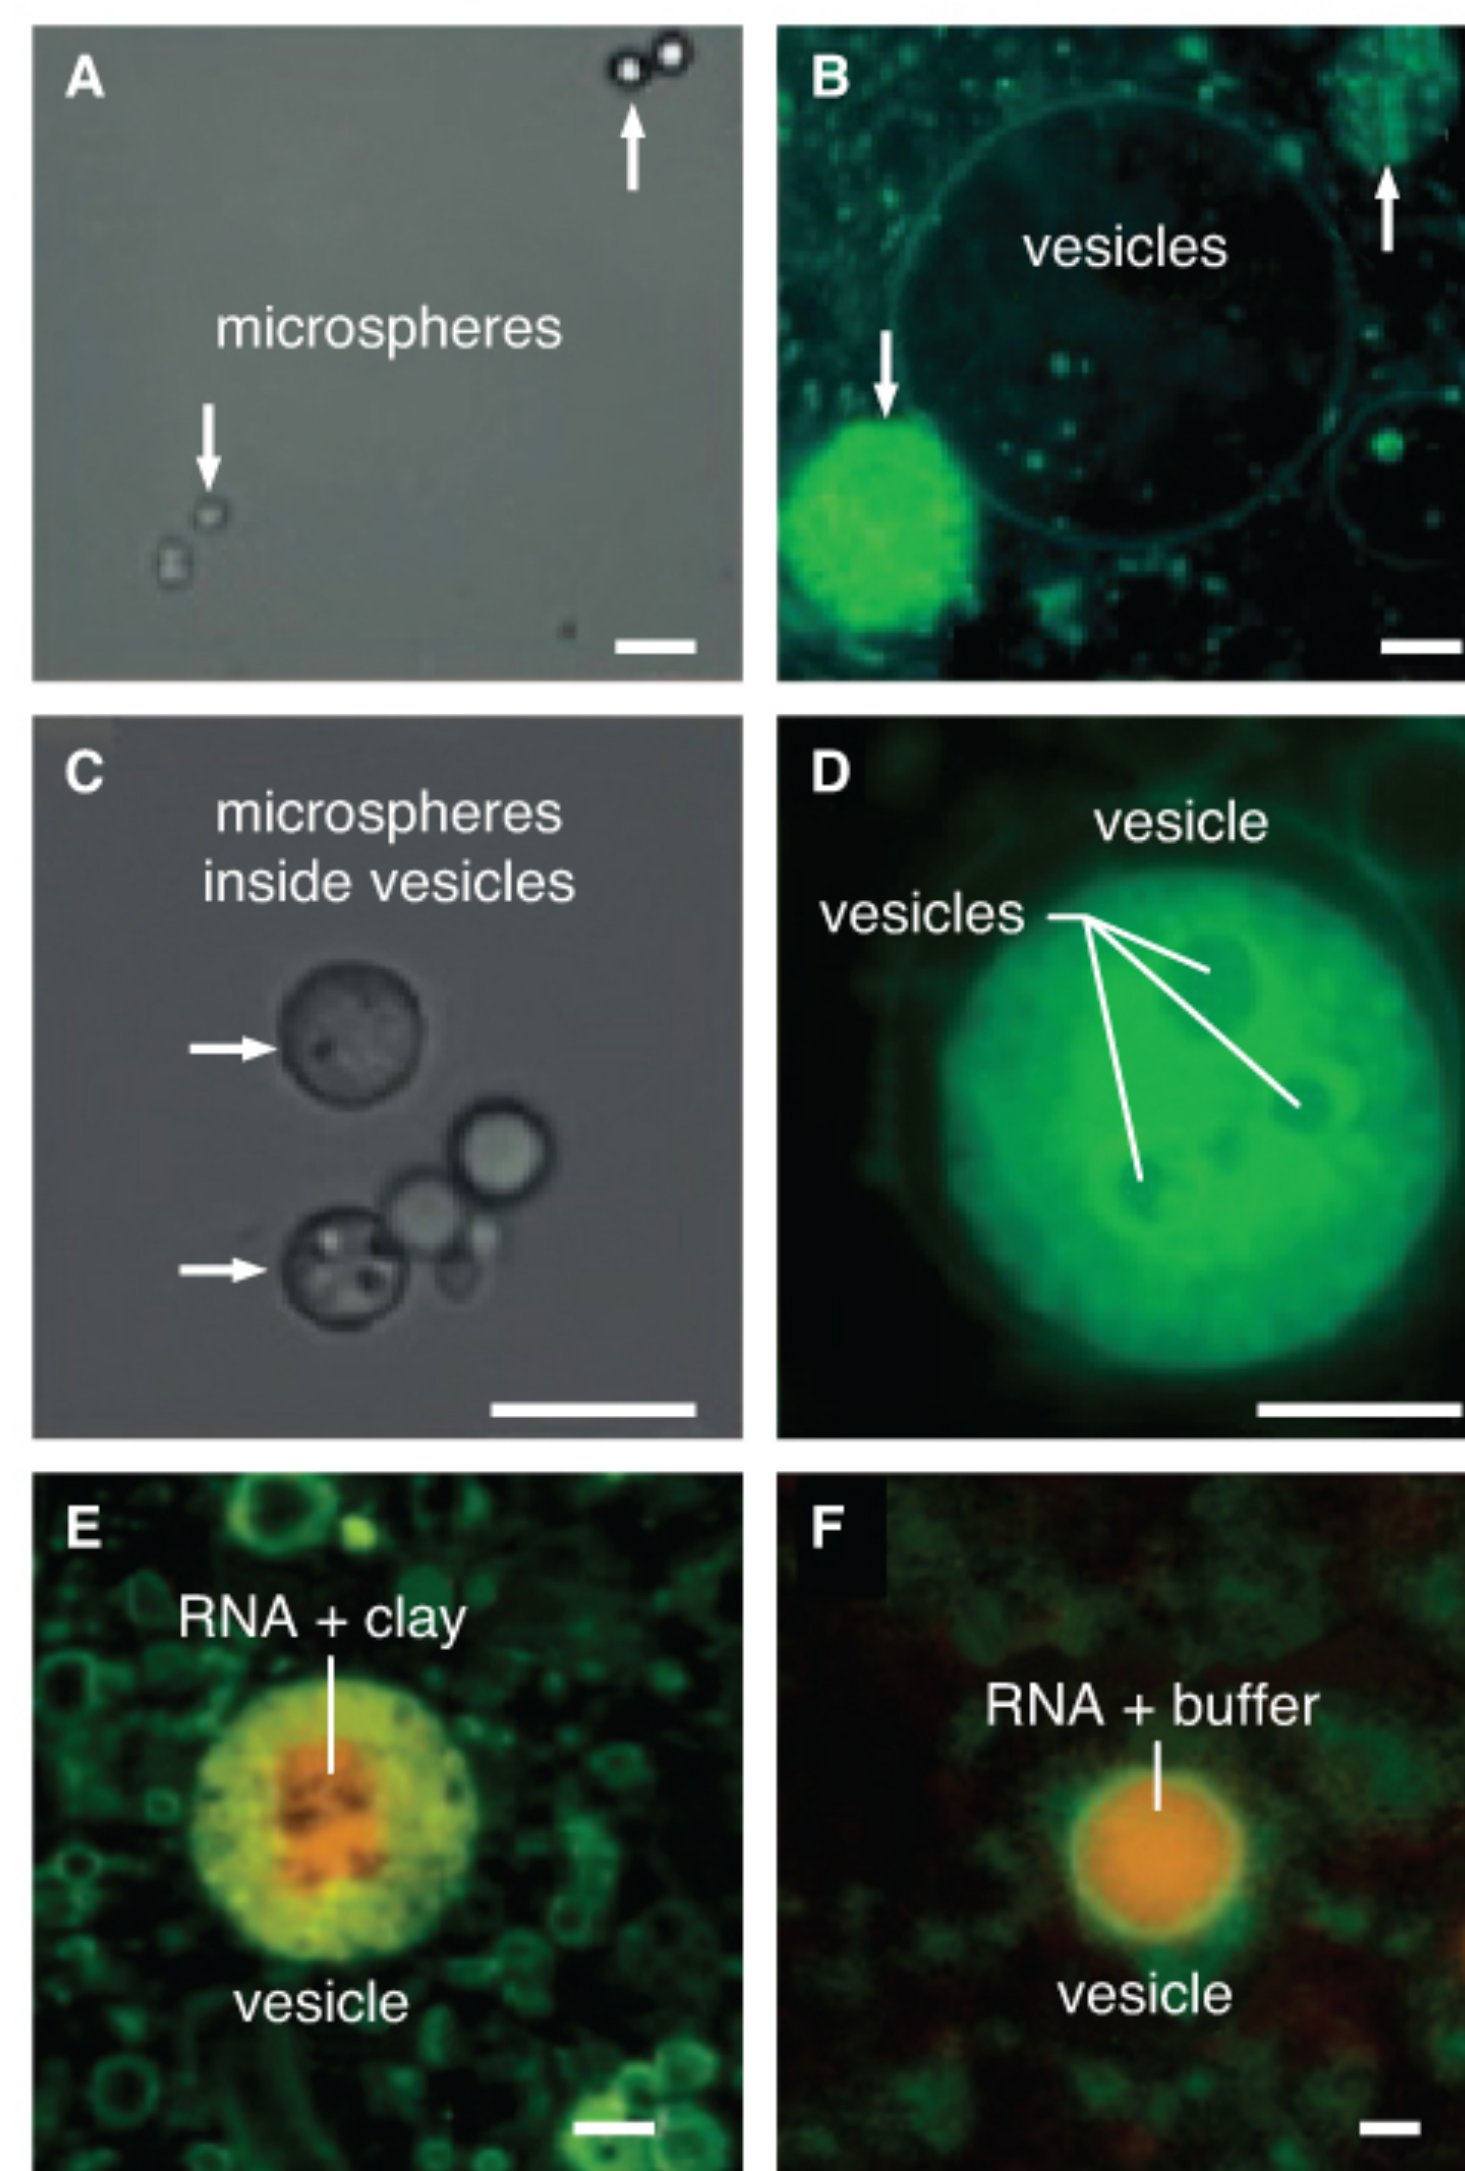 A
microspheres
B
vesicles
C
microspheres
inside vesicles
D
vesicle
vesicles
E
RNA + clay
vesicle
F
RNA + buffer
vesicle